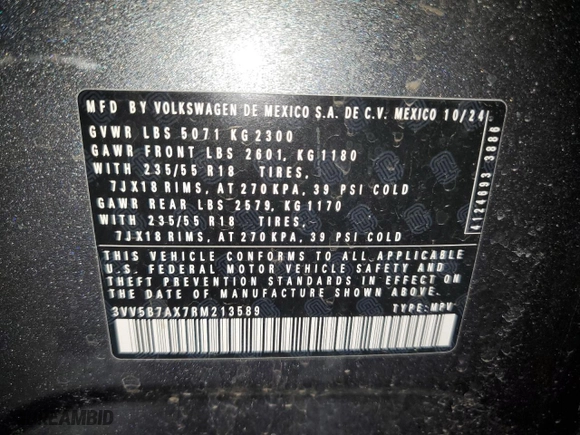 MFD BY VOLKSWAGEN DE MEXICO S.A. DE C.V. MEXICO 10/24
GVWR LBS 5071 KG 2300
GAWR FRONT LBS 2601, KG 1180
WITH 235/55 R18 TIRES,
7JX18 RIMS, AT 270 KPA, 39 PSI COLD
GAWR REAR LBS 2579, KG 1170
WITH 235/55 R18 TIRES,
7JX18 RIMS, AT 270 KPA, 39 PSI COLD
THIS VEHICLE CONFORMS TO ALL APPLICABLE
U.S. FEDERAL MOTOR VEHICLE SAFETY AND
THEFT PREVENTION STANDARDS IN EFFECT ON
THE DATE OF MANUFACTURE SHOWN ABOVE.
3VV5B7AX7RM213589 TYPE: MPV
4124693 3886
DREAMBID